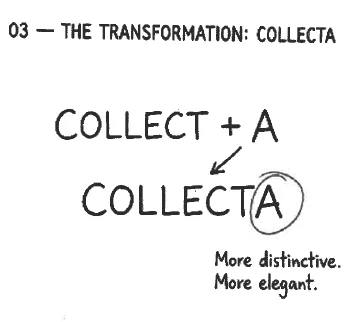 03 — THE TRANSFORMATION: COLLECTA
COLLECT + A
COLLECTA
More distinctive.
More elegant.